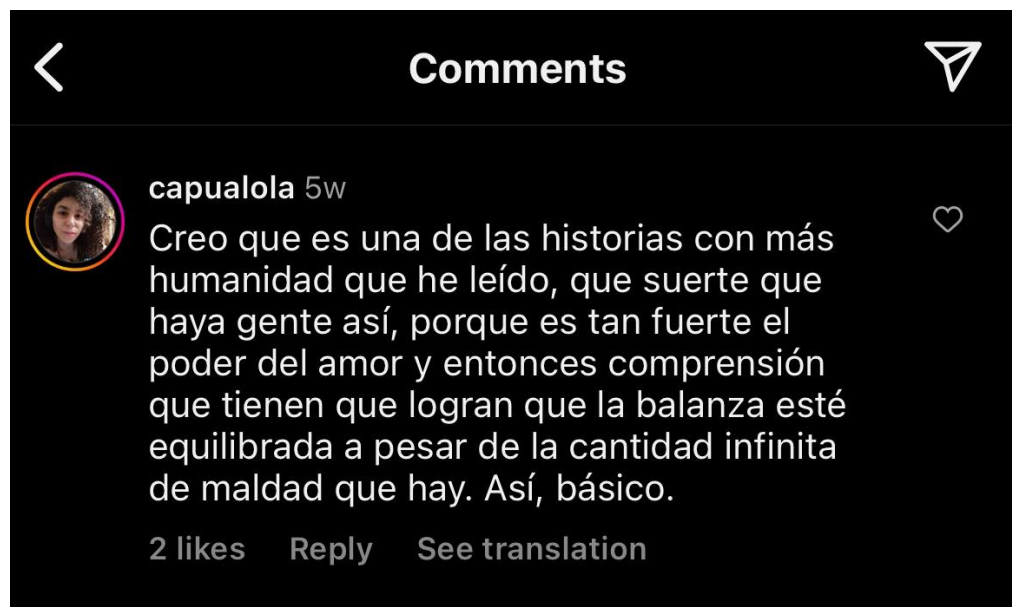 Comments
capualola 5w
Creo que es una de las historias con más
humanidad que he leído, que suerte que
haya gente así, porque es tan fuerte el
poder del amor y entonces comprensión
que tienen que logran que la balanza esté
equilibrada a pesar de la cantidad infinita
de maldad que hay. Así, básico.
2 likes Reply See translation